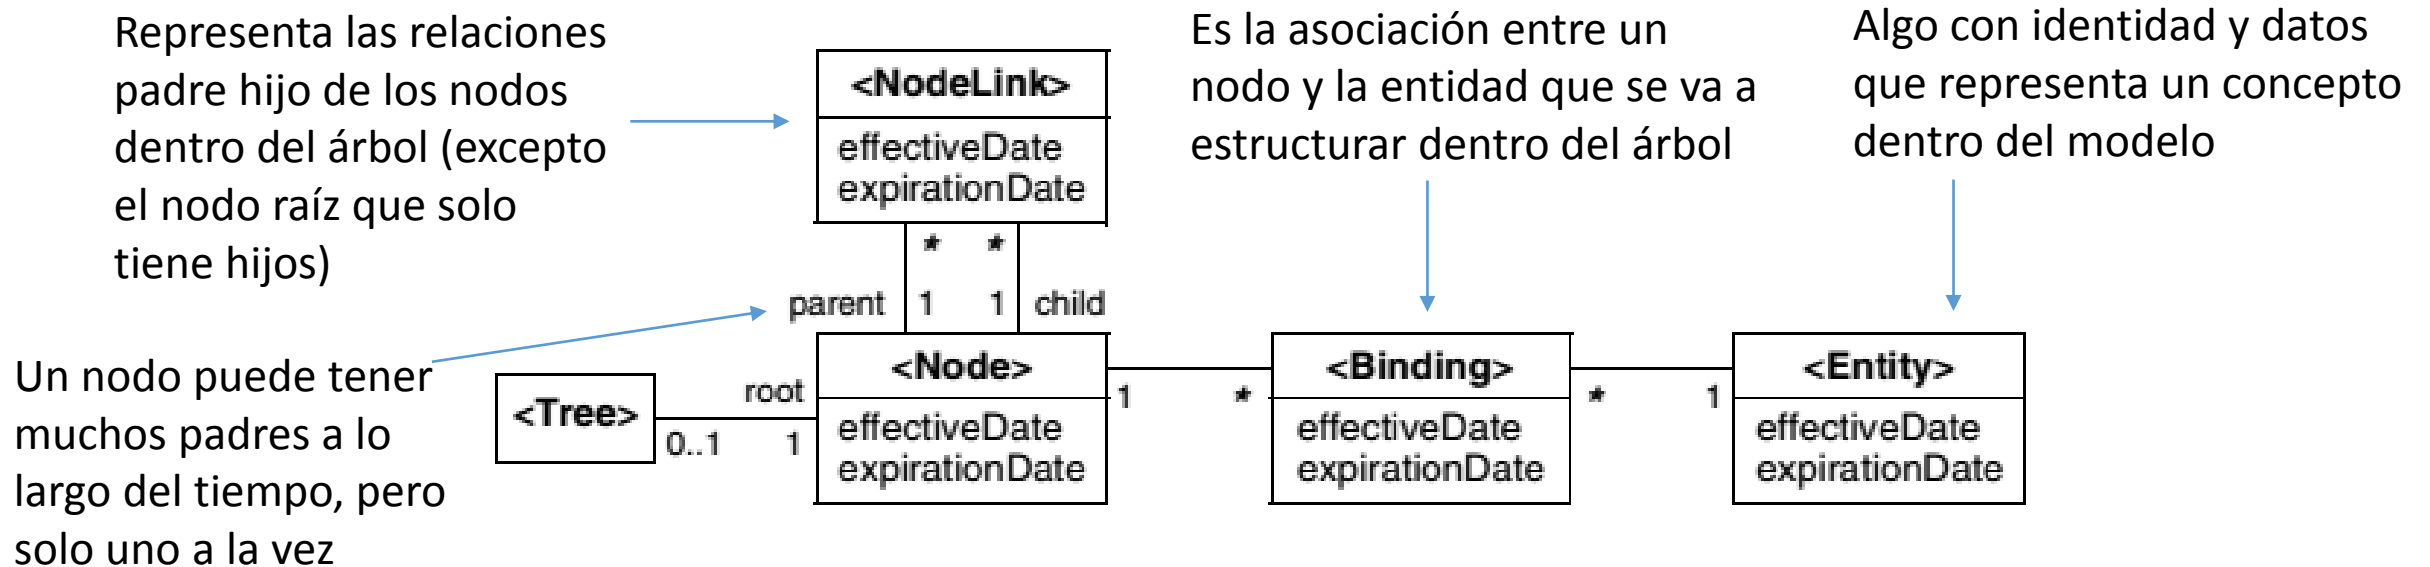 Representa las relaciones
padre hijo de los nodos
dentro del árbol (excepto
el nodo raíz que solo
tiene hijos)
Es la asociación entre un
nodo y la entidad que se va a
estructurar dentro del árbol
Algo con identidad y datos
que representa un concepto
dentro del modelo
<NodeLink>
effectiveDate
expirationDate
* *
parent 1 1 child
Un nodo puede tener
muchos padres a lo
largo del tiempo, pero
solo uno a la vez
<Tree>
0..1
root
1
<Node>
effectiveDate
expirationDate
1 *
<Binding>
effectiveDate
expirationDate
* 1
<Entity>
effectiveDate
expirationDate